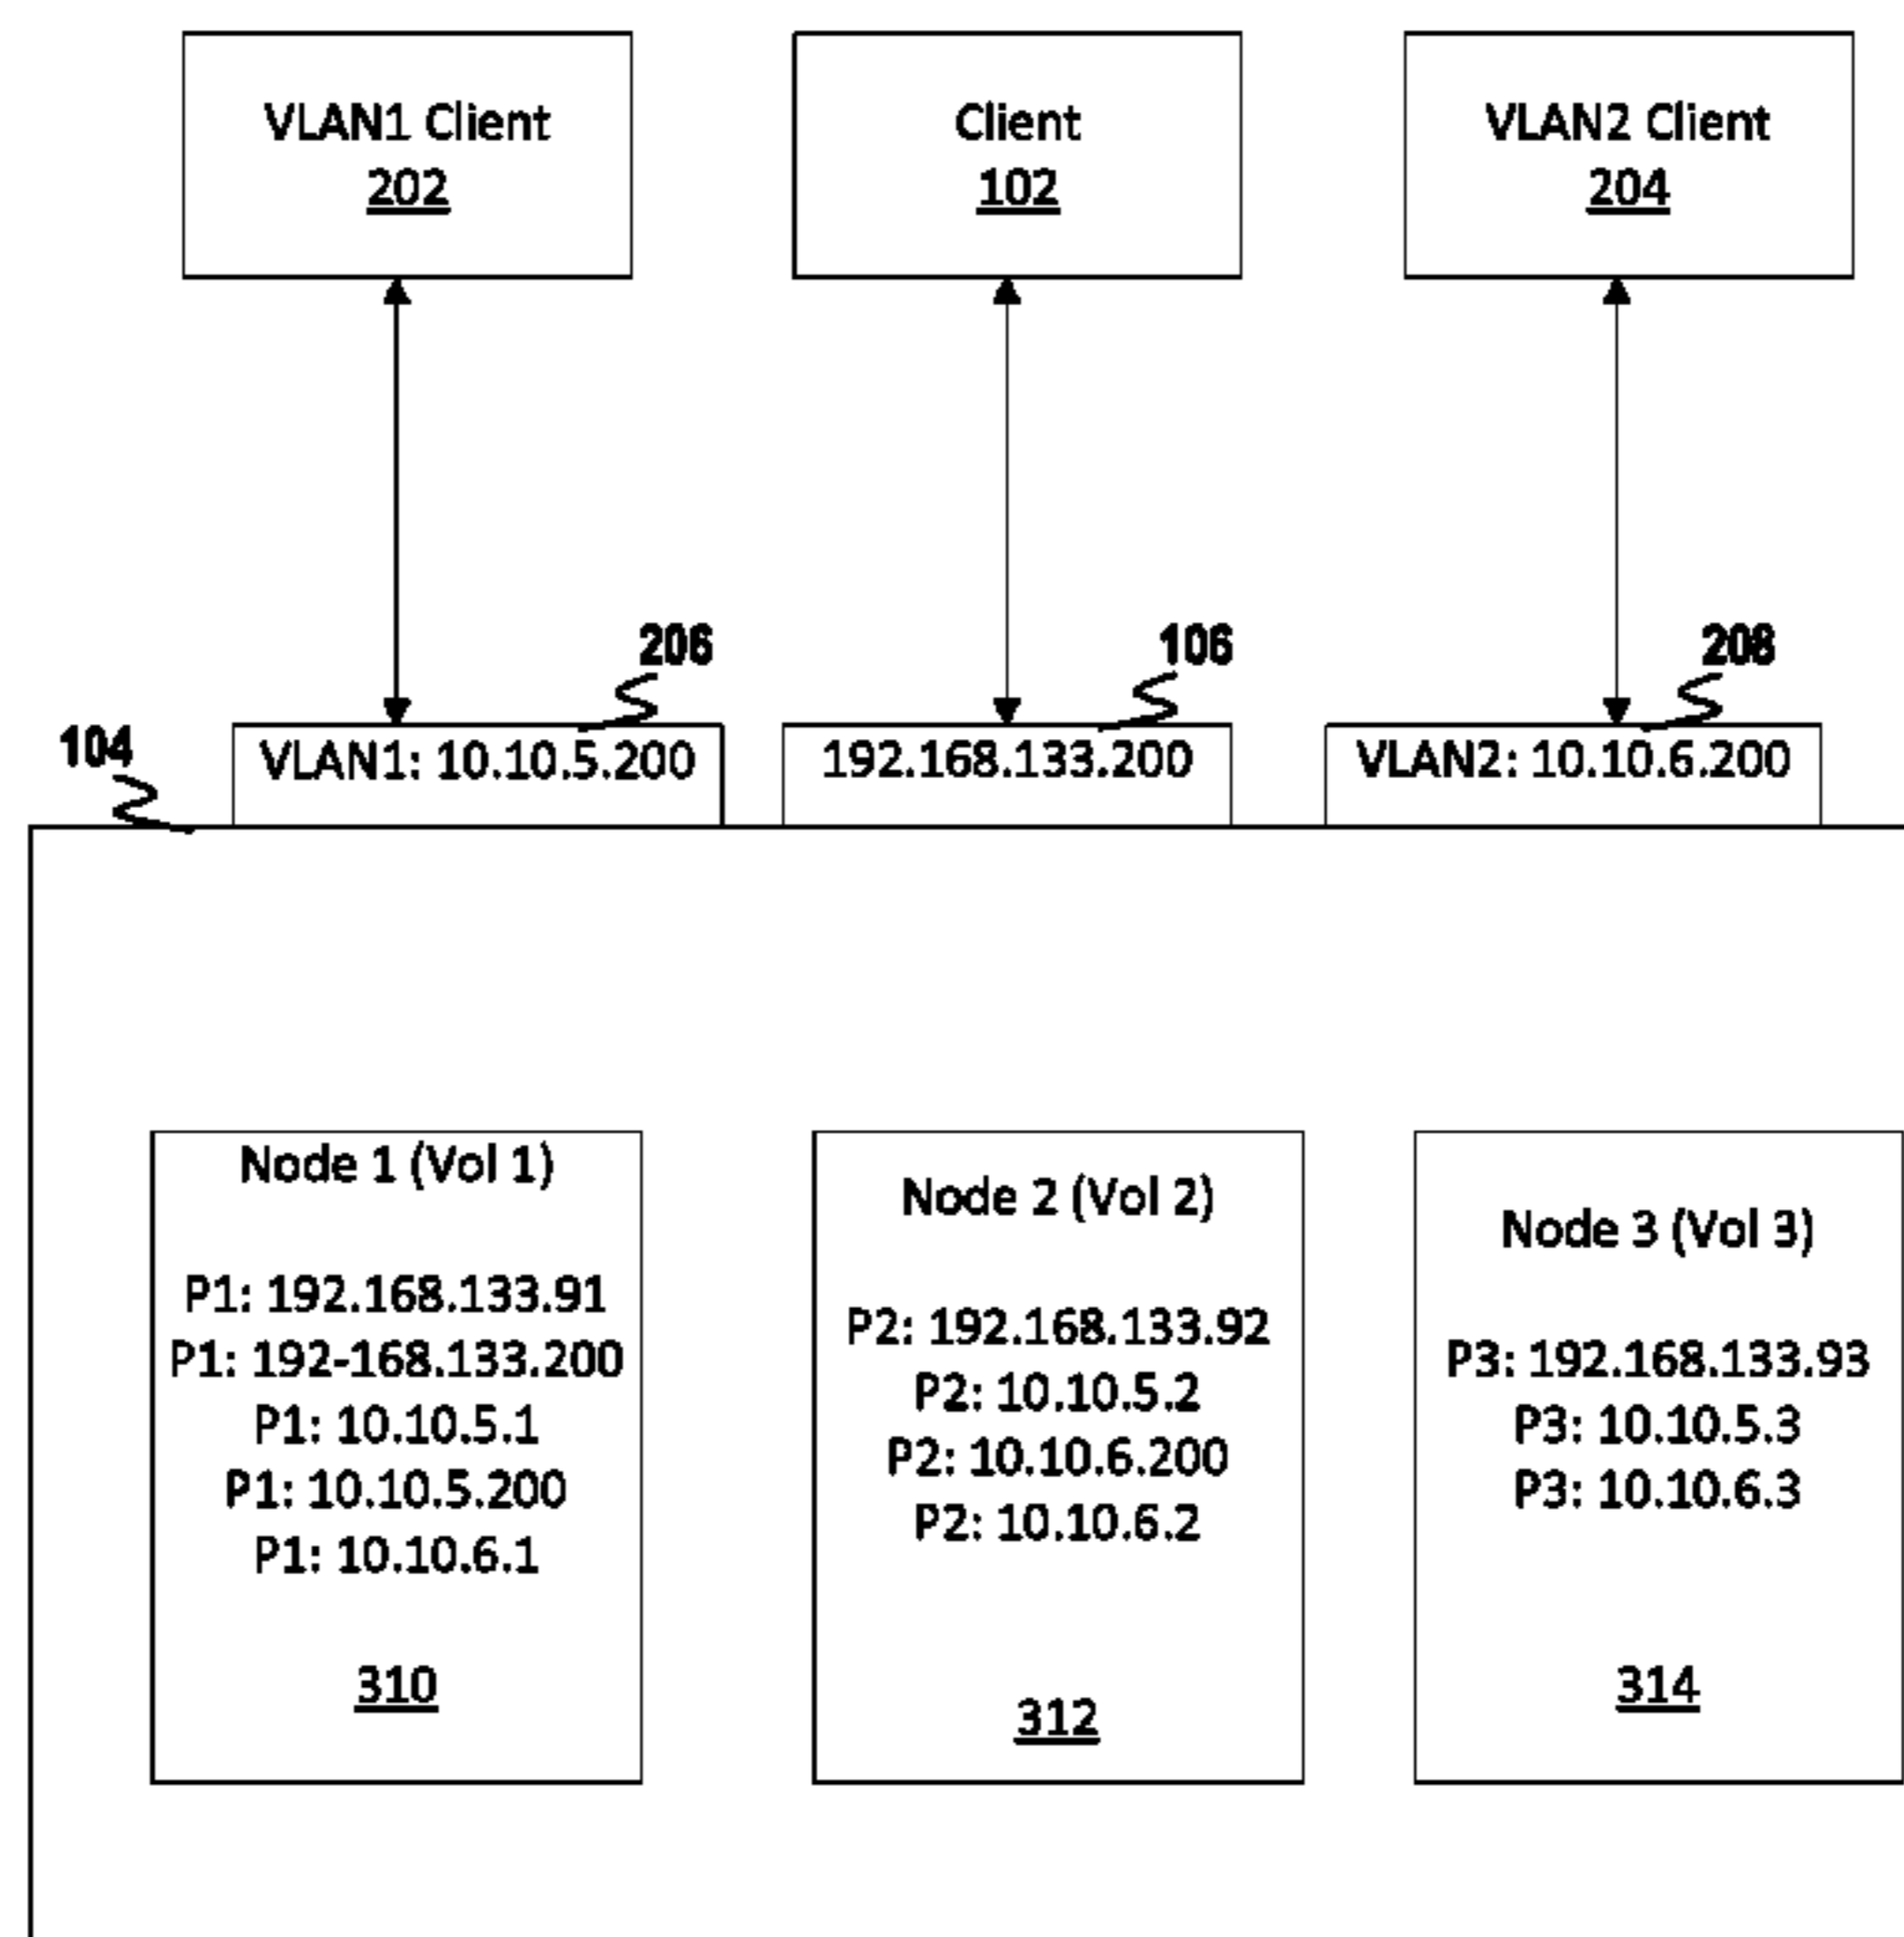 VLAN1 Client
202
Client
102
VLAN2 Client
204
206
106
208
104
VLAN1: 10.10.5.200
192.168.133.200
VLAN2: 10.10.6.200
Node 1 (Vol 1)
P1: 192.168.133.91
P1: 192-168.133.200
P1: 10.10.5.1
P1: 10.10.5.200
P1: 10.10.6.1
310
Node 2 (Vol 2)
P2: 192.168.133.92
P2: 10.10.5.2
P2: 10.10.6.200
P2: 10.10.6.2
312
Node 3 (Vol 3)
P3: 192.168.133.93
P3: 10.10.5.3
P3: 10.10.6.3
314